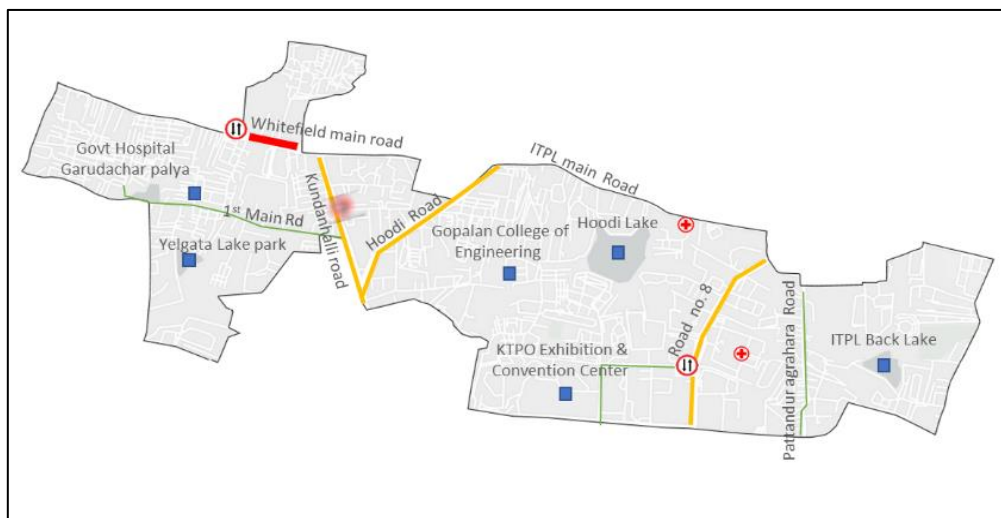 Whitefield main road
Govt Hospital
Garudachar palya
1st Main Rd
Yelgata Lake park
Kundanhalli road
Hoodi Road
ITPL main Road
Gopalan College of
Engineering
Hoodi Lake
Road no. 8
KTPO Exhibition &
Convention Center
Pattandur agrahara Road
ITPL Back Lake